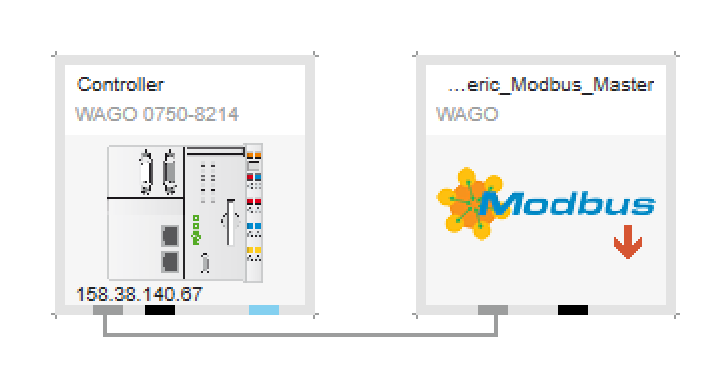 Controller
WAGO 0750-8214
158.38.140.67
...eric_Modbus_Master
WAGO
Modbus